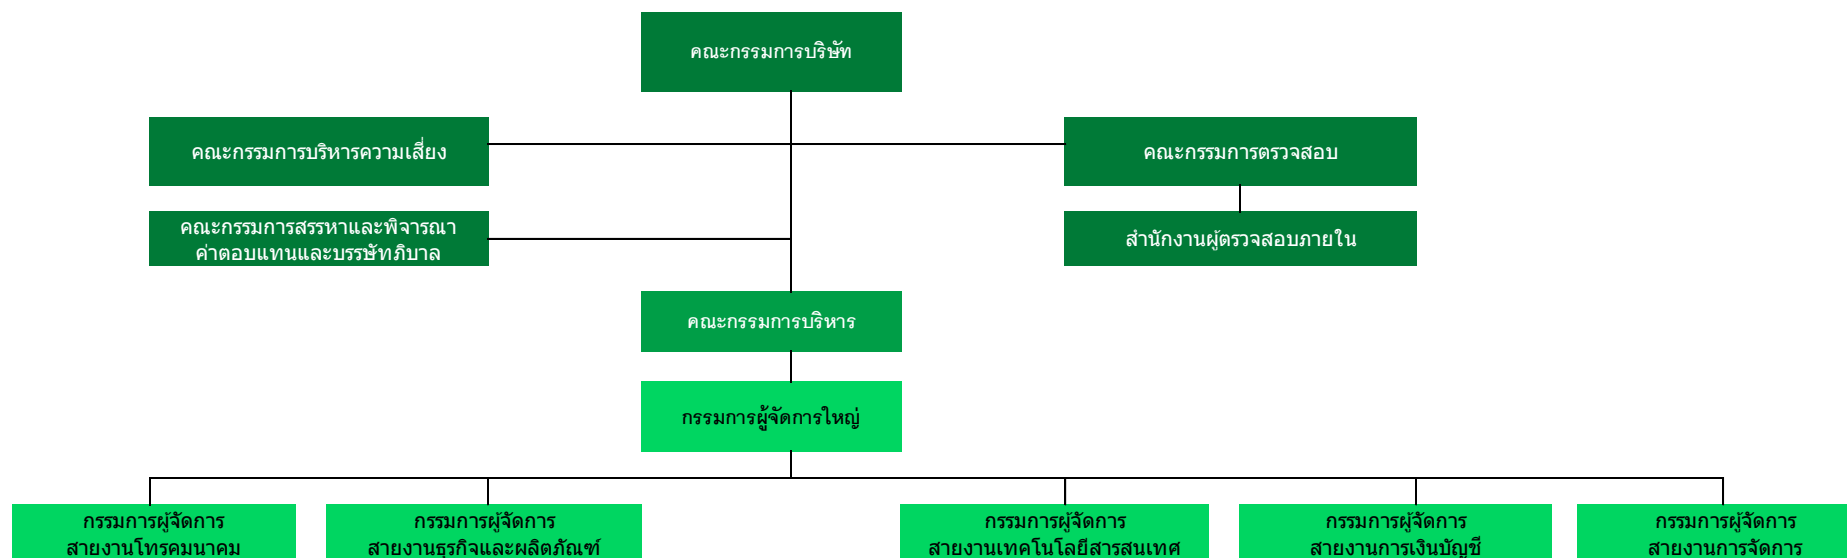 คณะกรรมการบริษัท
คณะกรรมการบริหารความเสี่ยง
คณะกรรมการตรวจสอบ
คณะกรรมการสรรหาและพิจารณา
ค่าตอบแทนและบรรษัทภิบาล
สำนักงานผู้ตรวจสอบภายใน
คณะกรรมการบริหาร
กรรมการผู้จัดการใหญ่
กรรมการผู้จัดการ
สายงานโทรคมนาคม
กรรมการผู้จัดการ
สายงานธุรกิจและผลิตภัณฑ์
กรรมการผู้จัดการ
สายงานเทคโนโลยีสารสนเทศ
กรรมการผู้จัดการ
สายงานการเงินบัญชี
กรรมการผู้จัดการ
สายงานการจัดการ